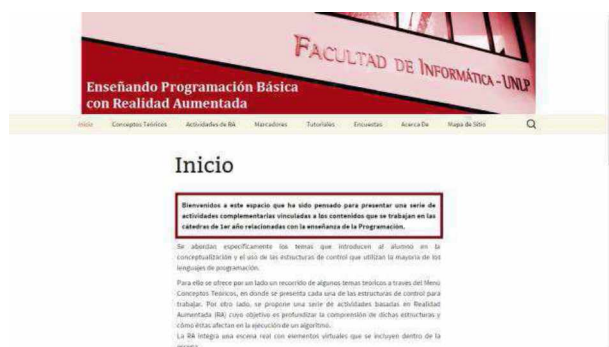 FACULTAD DE INFORMÁTICA - UNLP
Enseñando Programación Básica
con Realidad Aumentada
Inicio Conceptos Teóricos Actividades de RA Marcadores Tutoriales Encuestas Acerca De Mapa de Sitio
Inicio
Bienvenidos a este espacio que ha sido pensado para presentar una serie de
actividades complementarias vinculadas a los contenidos que se trabajan en las
cátedras de 1er año relacionadas con la enseñanza de la Programación.
Se abordan específicamente los temas que introducen al alumno en la
conceptualización y el uso de las estructuras de control que utilizan la mayoría de los
lenguajes de programación.
Para ello se ofrece por un lado un recorrido de algunos temas teóricos a través del Menú
Conceptos Teóricos, en donde se presenta cada una de las estructuras de control para
trabajar. Por otro lado, se propone una serie de actividades basadas en Realidad
Aumentada (RA) cuyo objetivo es profundizar la comprensión de dichas estructuras y
cómo éstas afectan en la ejecución de un algoritmo.
La RA integra una escena real con elementos virtuales que se incluyen dentro de la